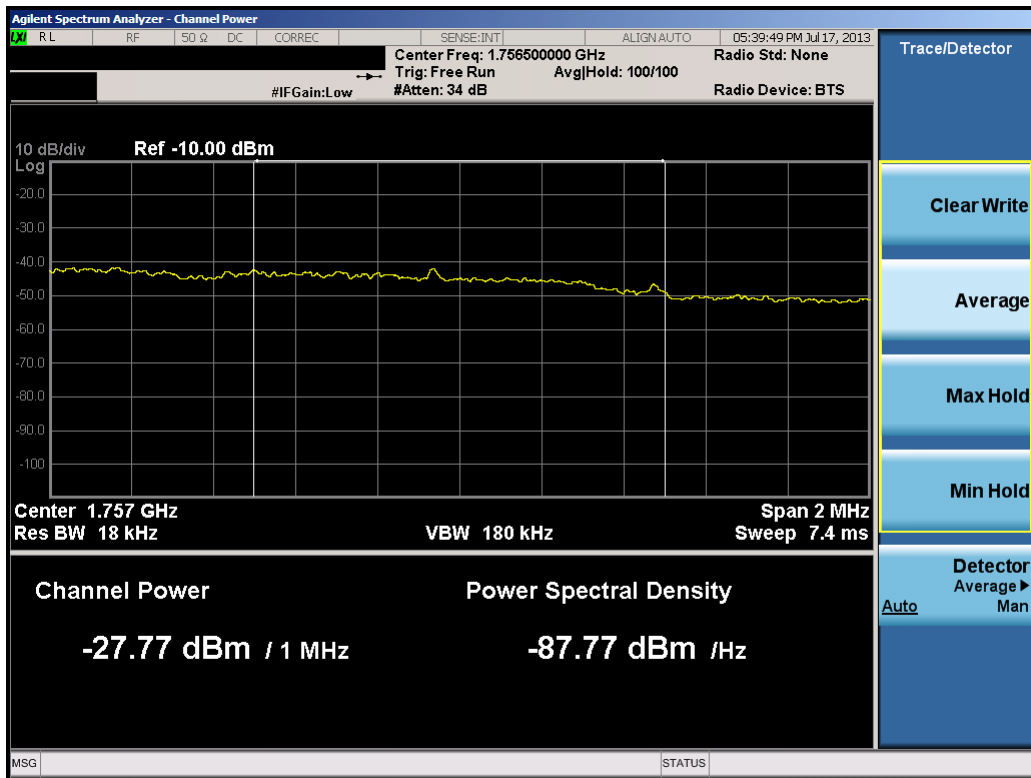 Agilent Spectrum Analyzer - Channel Power
LXI RL RF 50 Ω DC CORREC SENSE:INT ALIGN AUTO 05:39:49 PM Jul 17, 2013
Center Freq: 1.756500000 GHz Radio Std: None
Trig: Free Run Avg|Hold: 100/100
#IFGain:Low #Atten: 34 dB Radio Device: BTS
10 dB/div Ref -10.00 dBm
Log
-20.0
-30.0
-40.0
-50.0
-60.0
-70.0
-80.0
-90.0
-100
Center 1.757 GHz Span 2 MHz
Res BW 18 kHz VBW 180 kHz Sweep 7.4 ms
Channel Power Power Spectral Density
-27.77 dBm / 1 MHz -87.77 dBm /Hz
MSG STATUS
Trace/Detector
Clear Write
Average
Max Hold
Min Hold
Detector
Average▶
Auto Man